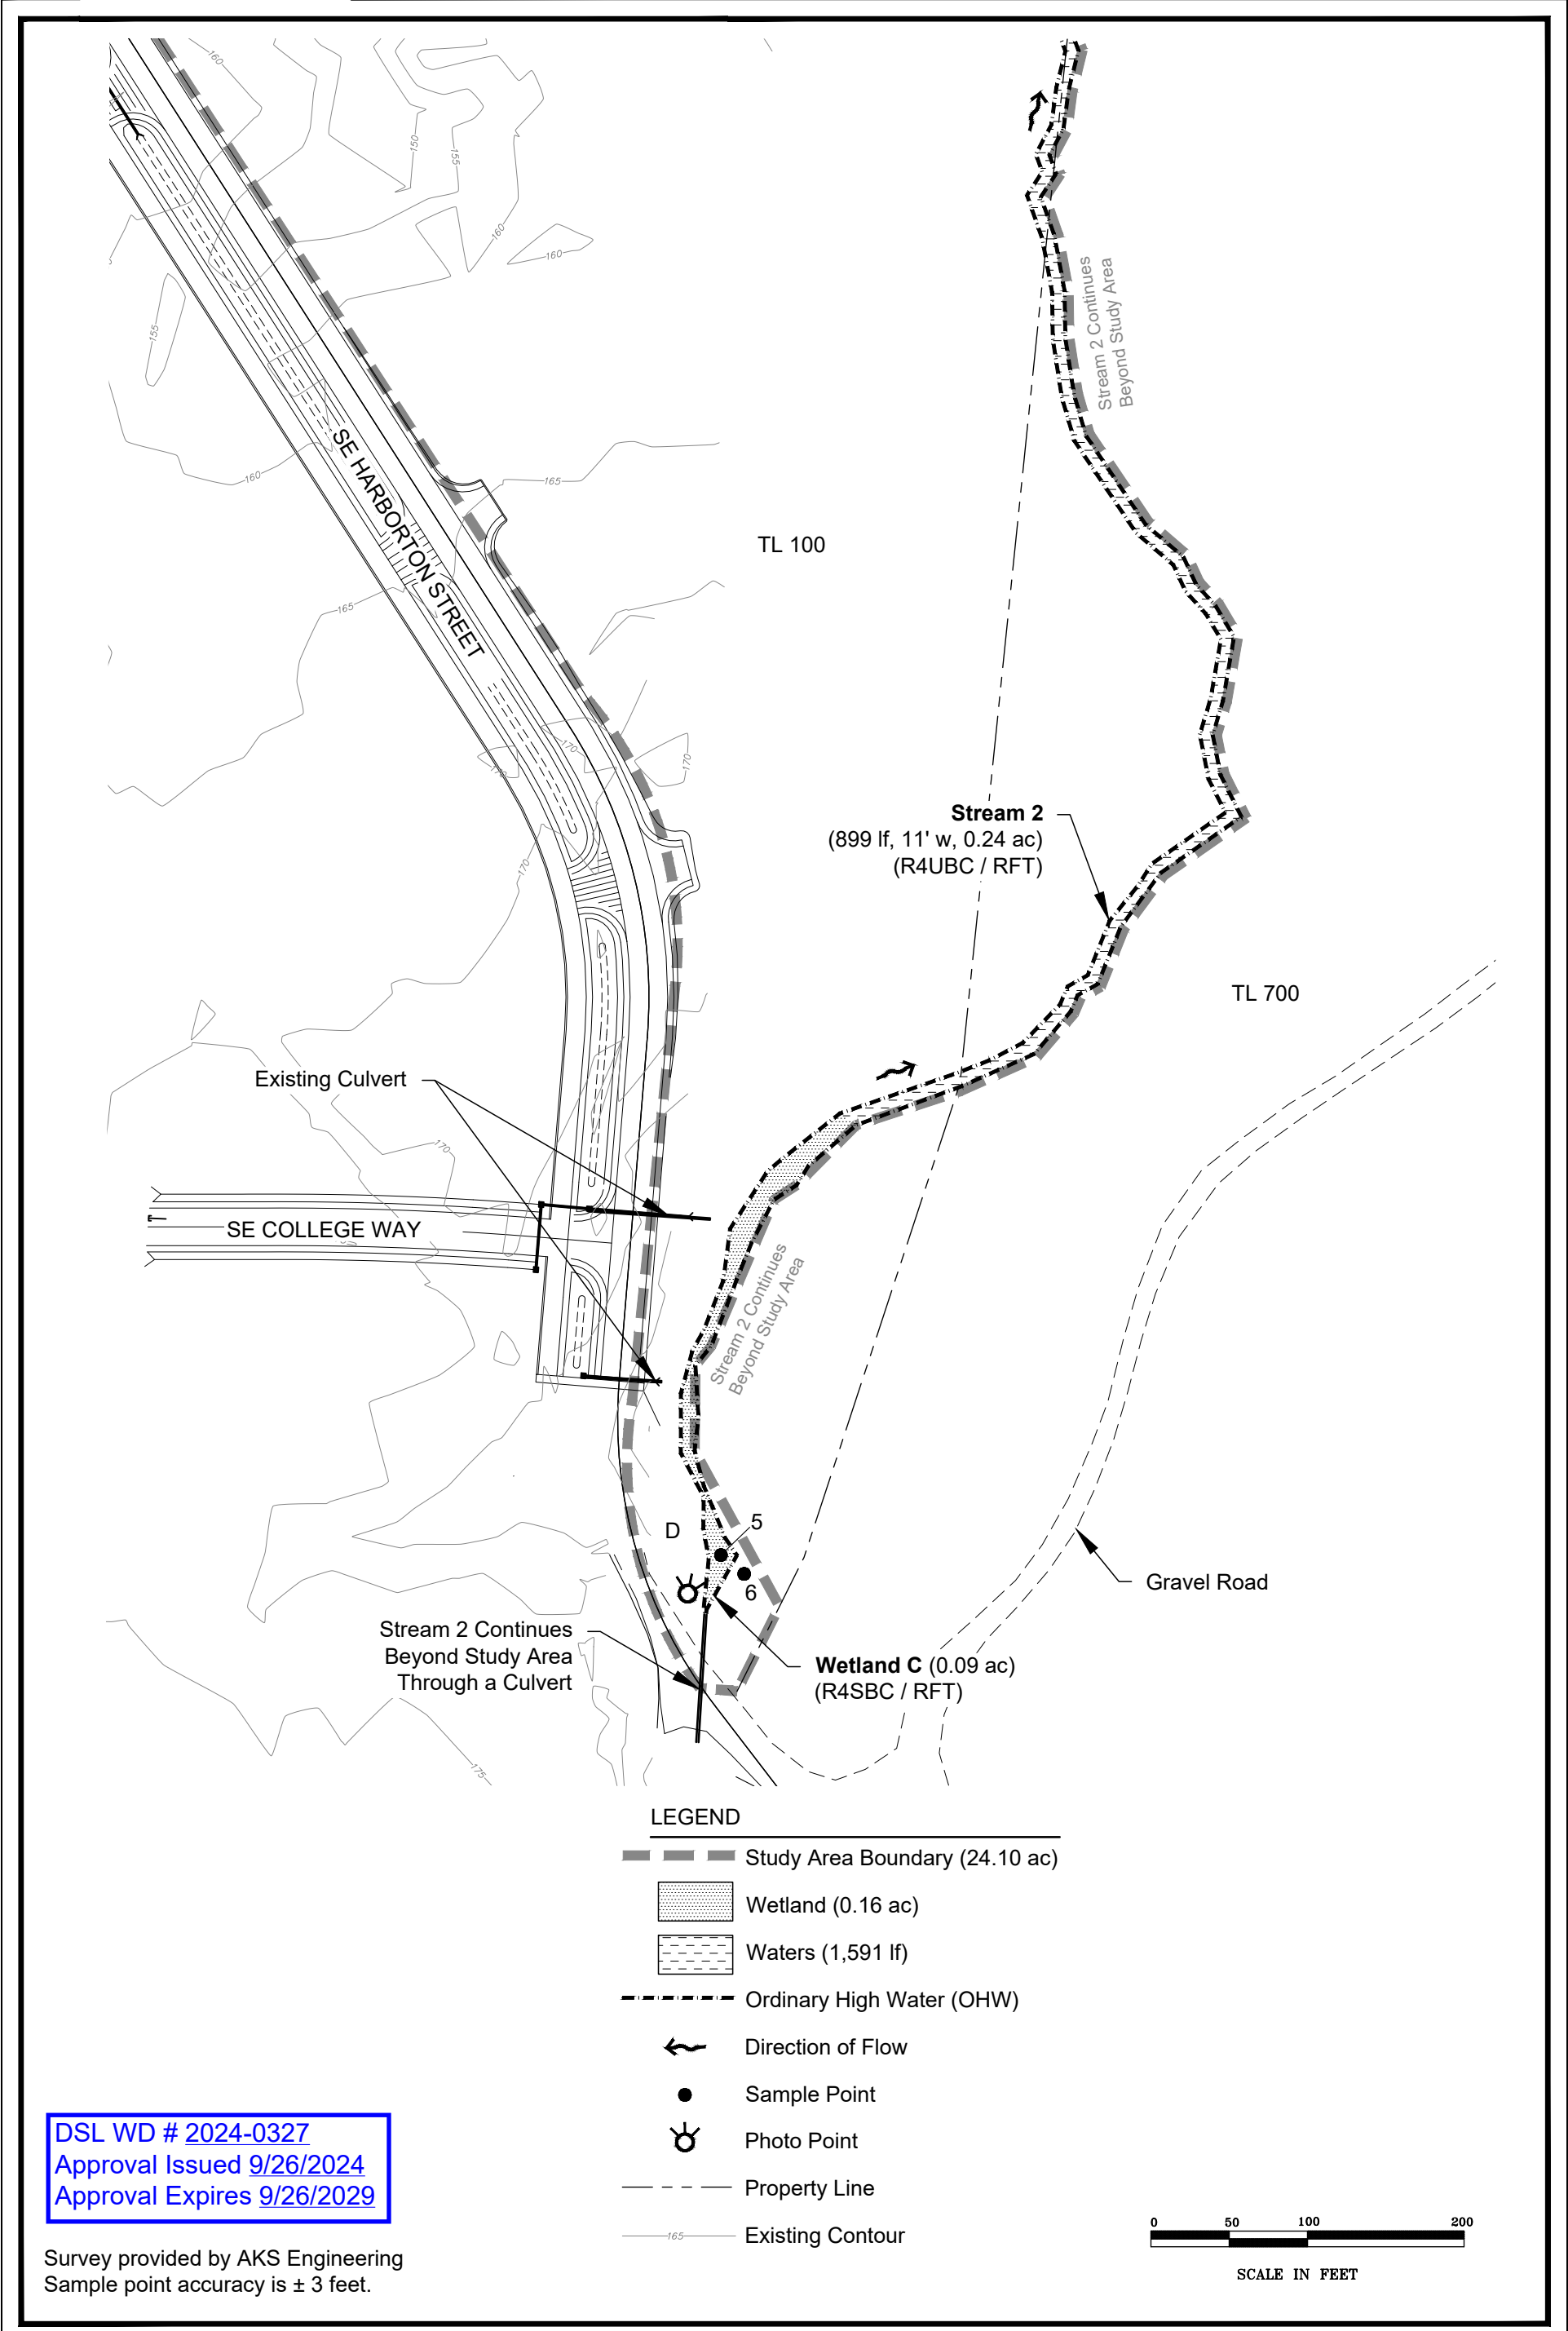 160
150
155
160
160
155
Stream 2 Continues
Beyond Study Area
SE HARBORTON STREET
160
165
TL 100
165
170
170
170
Stream 2
(899 lf, 11' w, 0.24 ac)
(R4UBC / RFT)
170
TL 700
Existing Culvert
170
SE COLLEGE WAY
Stream 2 Continues
Beyond Study Area
D
5
6
Gravel Road
Stream 2 Continues
Beyond Study Area
Through a Culvert
Wetland C (0.09 ac)
(R4SBC / RFT)
175
LEGEND
Study Area Boundary (24.10 ac)
Wetland (0.16 ac)
Waters (1,591 lf)
Ordinary High Water (OHW)
Direction of Flow
Sample Point
Photo Point
Property Line
165
Existing Contour
DSL WD # 2024-0327
Approval Issued 9/26/2024
Approval Expires 9/26/2029
Survey provided by AKS Engineering
Sample point accuracy is ± 3 feet.
0 50 100 200
SCALE IN FEET